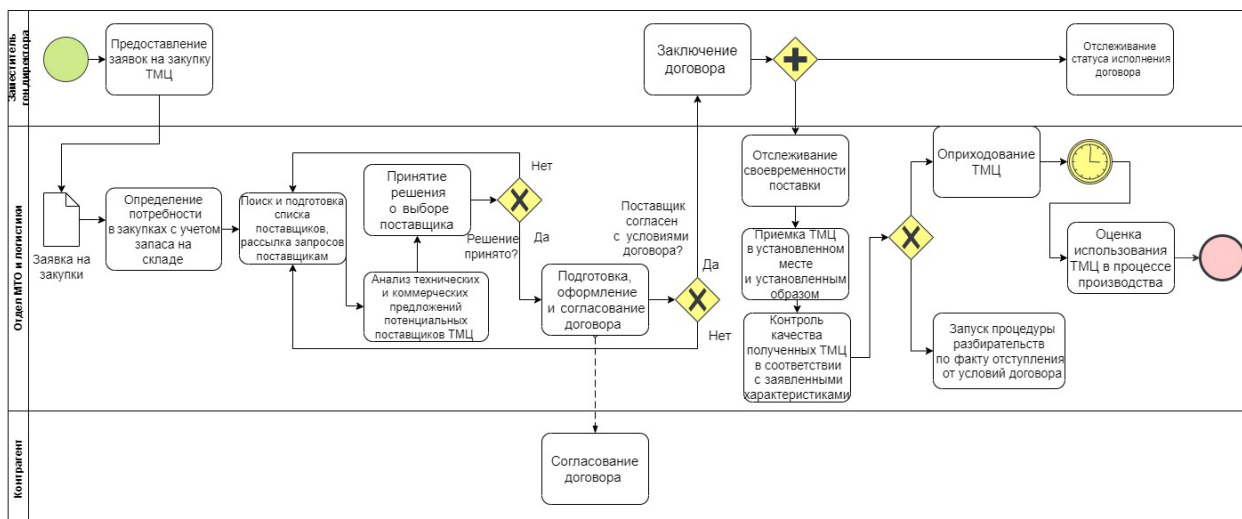 Заместитель
ген.директора
Предоставление
заявок на закупку
ТМЦ
Заключение
договора
Отслеживание
статуса исполнения
договора
Отдел МТО и логистики
Заявка на
закупки
Определение
потребности
в закупках с учетом
запаса на
складе
Поиск и подготовка
списка
поставщиков,
рассылка запросов
поставщикам
Принятие
решения
о выборе
поставщика
Анализ технических
и коммерческих
предложений
потенциальных
поставщиков ТМЦ
Нет
Решение
принято?
Да
Подготовка,
оформление
и согласование
договора
Поставщик
согласен
с условиями
договора?
Да
Нет
Отслеживание
своевременности
поставки
Приемка ТМЦ
в установленном
месте
и установленным
образом
Контроль
качества
полученных ТМЦ
в соответствии
с заявленными
характеристиками
Оприходование
ТМЦ
Оценка
использования
ТМЦ в процессе
производства
Запуск процедуры
разбирательств
по факту отступления
от условий договора
Контрагент
Согласование
договора